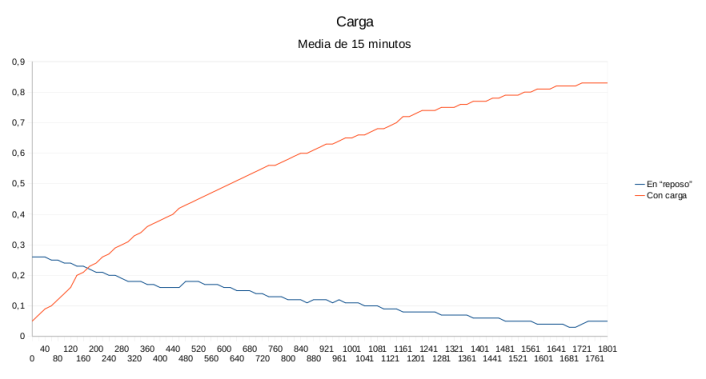 Carga
Media de 15 minutos
0,9
0,8
0,7
0,6
0,5
0,4
0,3
0,2
0,1
0
En “reposo”
Con carga
40 120 200 280 360 440 520 600 680 760 840 921 1001 1081 1161 1241 1321 1401 1481 1561 1641 1721 1801
0 80 160 240 320 400 480 560 640 720 800 880 961 1041 1121 1201 1281 1361 1441 1521 1601 1681 1761